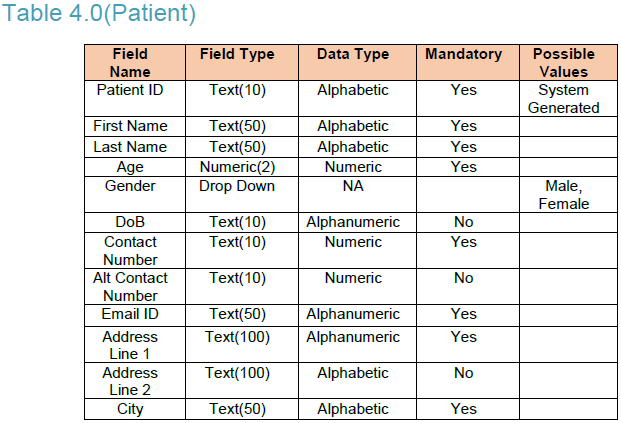 Table 4.0(Patient)
Field Name Field Type Data Type Mandatory Possible Values
Patient ID Text(10) Alphabetic Yes System Generated
First Name Text(50) Alphabetic Yes
Last Name Text(50) Alphabetic Yes
Age Numeric(2) Numeric Yes
Gender Drop Down NA Male, Female
DoB Text(10) Alphanumeric No
Contact Number Text(10) Numeric Yes
Alt Contact Number Text(10) Numeric No
Email ID Text(50) Alphanumeric Yes
Address Line 1 Text(100) Alphanumeric Yes
Address Line 2 Text(100) Alphabetic No
City Text(50) Alphabetic Yes